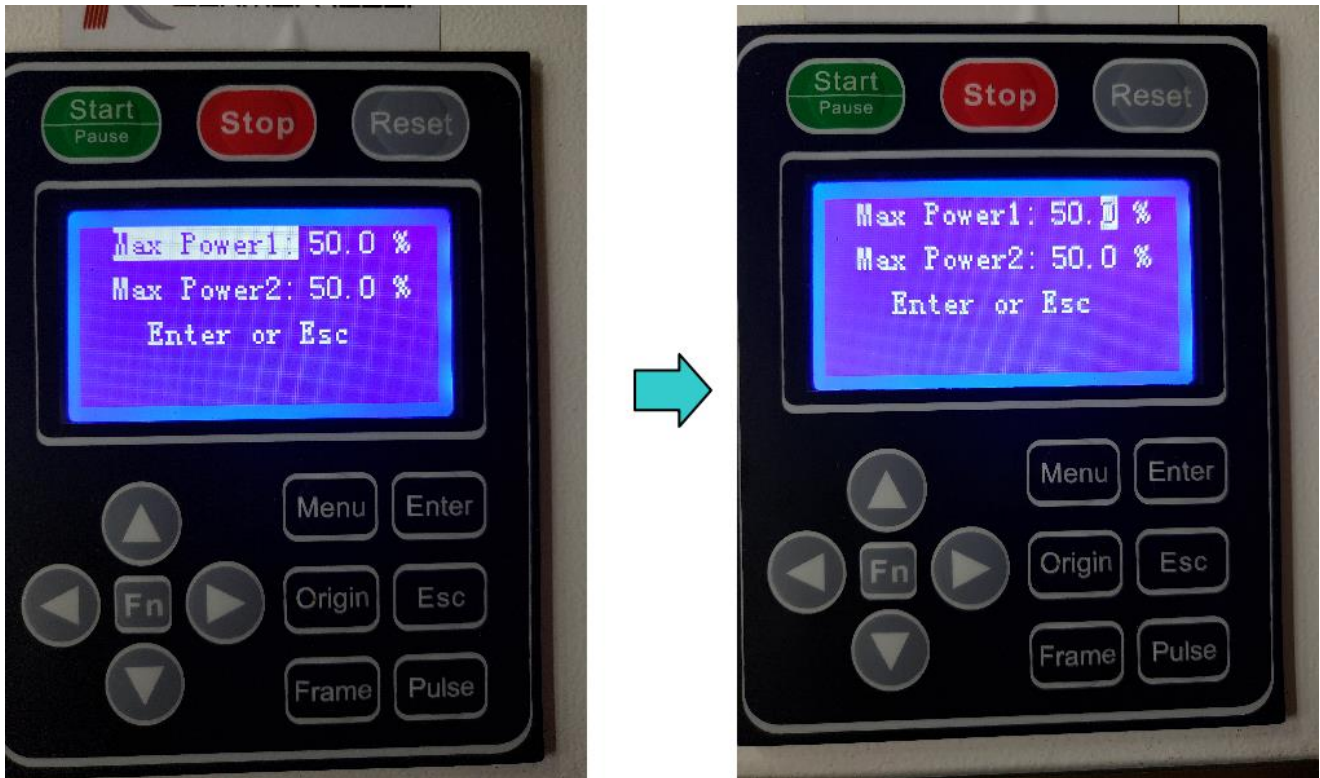 Start
Pause
Stop
Reset
Max Power1: 50.0 %
Max Power2: 50.0 %
Enter or Esc
Menu
Enter
Fn
Origin
Esc
Frame
Pulse
Start
Pause
Stop
Reset
Max Power1: 50.0 %
Max Power2: 50.0 %
Enter or Esc
Menu
Enter
Fn
Origin
Esc
Frame
Pulse